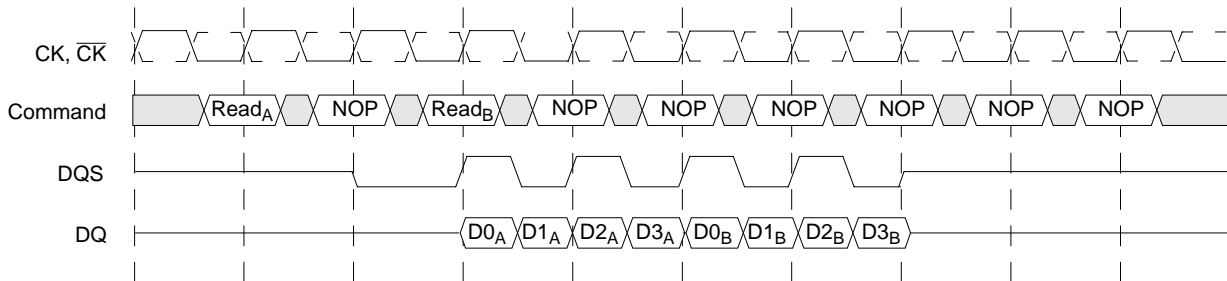 CK, C̅K̅
Command Read_A NOP Read_B NOP NOP NOP NOP NOP NOP
DQS
DQ D0_A D1_A D2_A D3_A D0_B D1_B D2_B D3_B